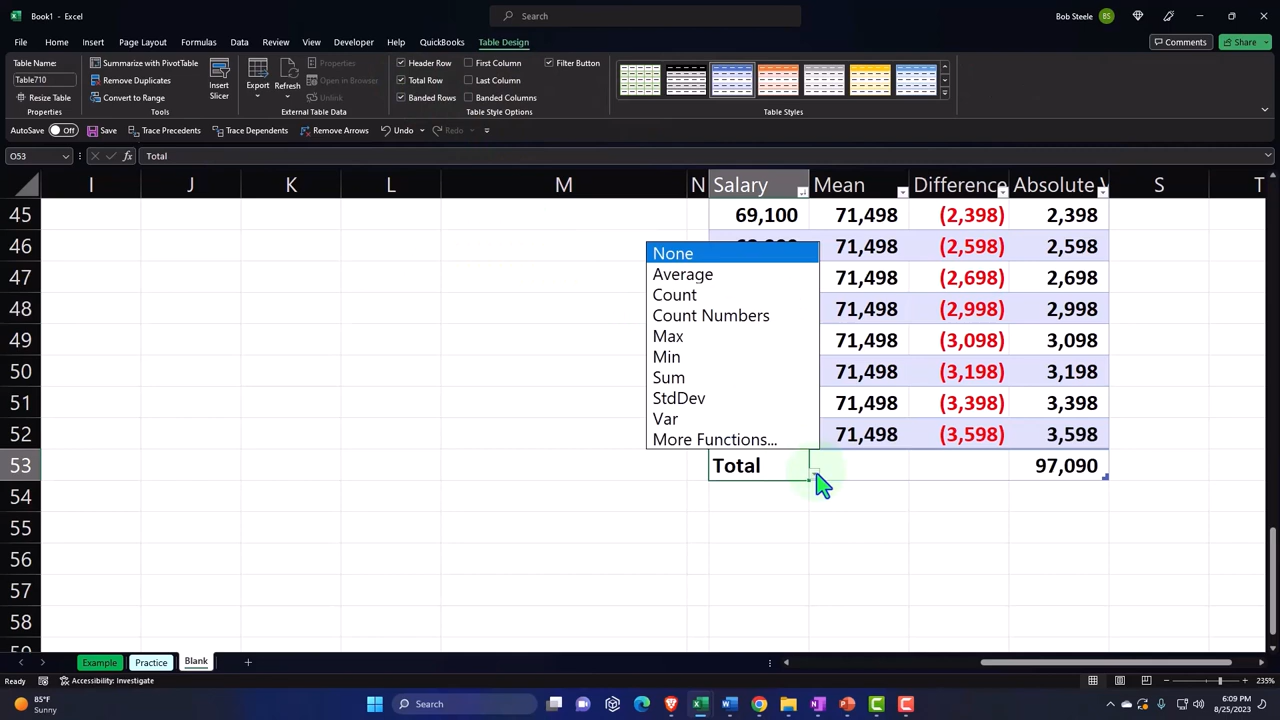 Book1 - Excel
Search
Bob Steele BS
File Home Insert Page Layout Formulas Data Review View Developer Help QuickBooks Table Design
Comments Share
Table Name:
Table710
Resize Table
Properties
Summarize with PivotTable
Remove Duplicates
Convert to Range
Tools
Insert
Slicer
Export
Refresh
Properties
Open in Browser
Unlink
External Table Data
Header Row First Column Filter Button
Total Row Last Column
Banded Rows Banded Columns
Table Style Options
Table Styles
AutoSave Off Save Trace Precedents Trace Dependents Remove Arrows Undo Redo
O53 fx Total
I J K L M N Salary Mean Difference Absolute V S T
45 69,100 71,498 (2,398) 2,398
46 71,498 (2,598) 2,598
47 71,498 (2,698) 2,698
48 71,498 (2,998) 2,998
49 71,498 (3,098) 3,098
50 71,498 (3,198) 3,198
51 71,498 (3,398) 3,398
52 71,498 (3,598) 3,598
53 Total 97,090
54
55
56
57
58
None
Average
Count
Count Numbers
Max
Min
Sum
StdDev
Var
More Functions...
Example Practice Blank
Ready Accessibility: Investigate 235%
85°F
Sunny
Search
6:09 PM
8/25/2023